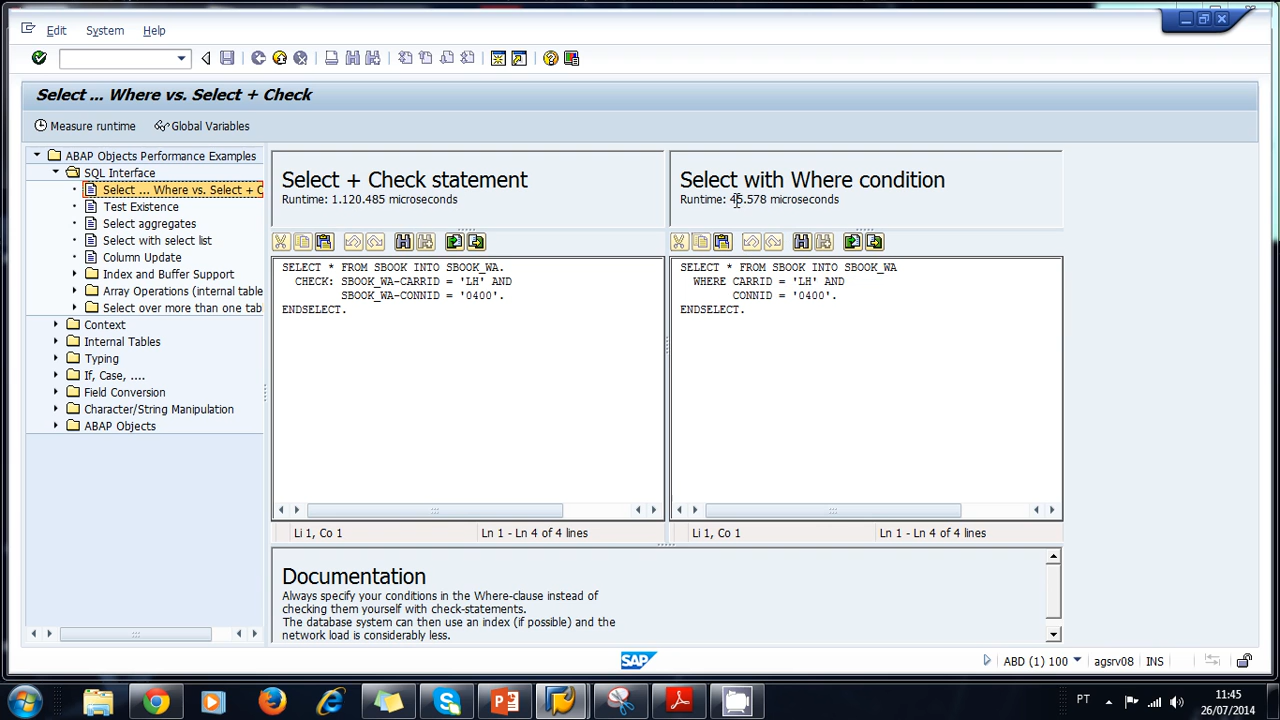 Edit System Help
Select ... Where vs. Select + Check
Measure runtime Global Variables
ABAP Objects Performance Examples
SQL Interface
Select ... Where vs. Select + C
Test Existence
Select aggregates
Select with select list
Column Update
Index and Buffer Support
Array Operations (internal table
Select over more than one tab
Context
Internal Tables
Typing
If, Case, ....
Field Conversion
Character/String Manipulation
ABAP Objects
Select + Check statement
Runtime: 1.120.485 microseconds
SELECT * FROM SBOOK INTO SBOOK_WA.
CHECK: SBOOK_WA-CARRID = 'LH' AND
SBOOK_WA-CONNID = '0400'.
ENDSELECT.
Li 1, Co 1 Ln 1 - Ln 4 of 4 lines
Select with Where condition
Runtime: 45.578 microseconds
SELECT * FROM SBOOK INTO SBOOK_WA
WHERE CARRID = 'LH' AND
CONNID = '0400'.
ENDSELECT.
Li 1, Co 1 Ln 1 - Ln 4 of 4 lines
Documentation
Always specify your conditions in the Where-clause instead of
checking them yourself with check-statements.
The database system can then use an index (if possible) and the
network load is considerably less.
SAP
ABD (1) 100 agsrv08 INS
PT
11:45
26/07/2014